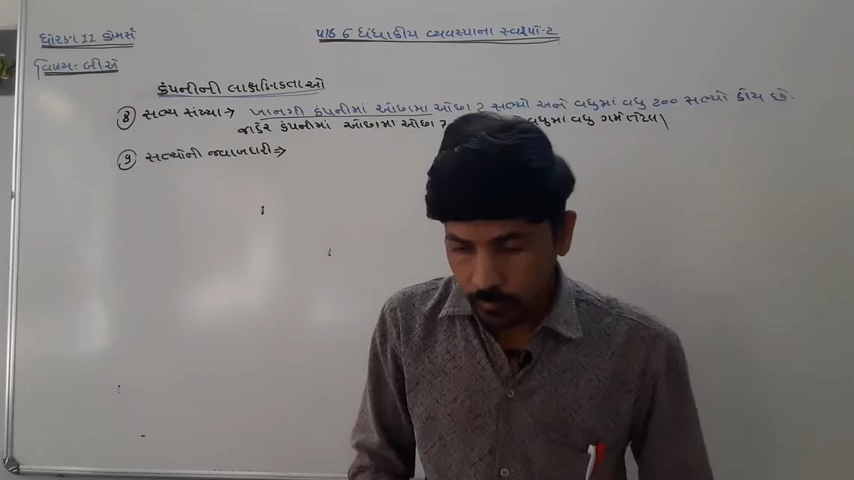 ધોરણ 11 કોમર્સ
પાઠ 6 ધંધાકીય વ્યવસ્થાના સ્વરૂપો-2
વિષય:- બીએ
કંપનીની લાક્ષણિકતાઓ
8 સભ્ય સંખ્યા → ખાનગી કંપનીમાં ઓછામાં ઓછા 2 સભ્યો અને વધુમાં વધુ 200 સભ્યો હોય છે.
જાહેર કંપનીમાં ઓછામાં ઓછા 7 વધુમાં વધુ ગમે તેટલા
9 સભ્યોની જવાબદારી ⇒